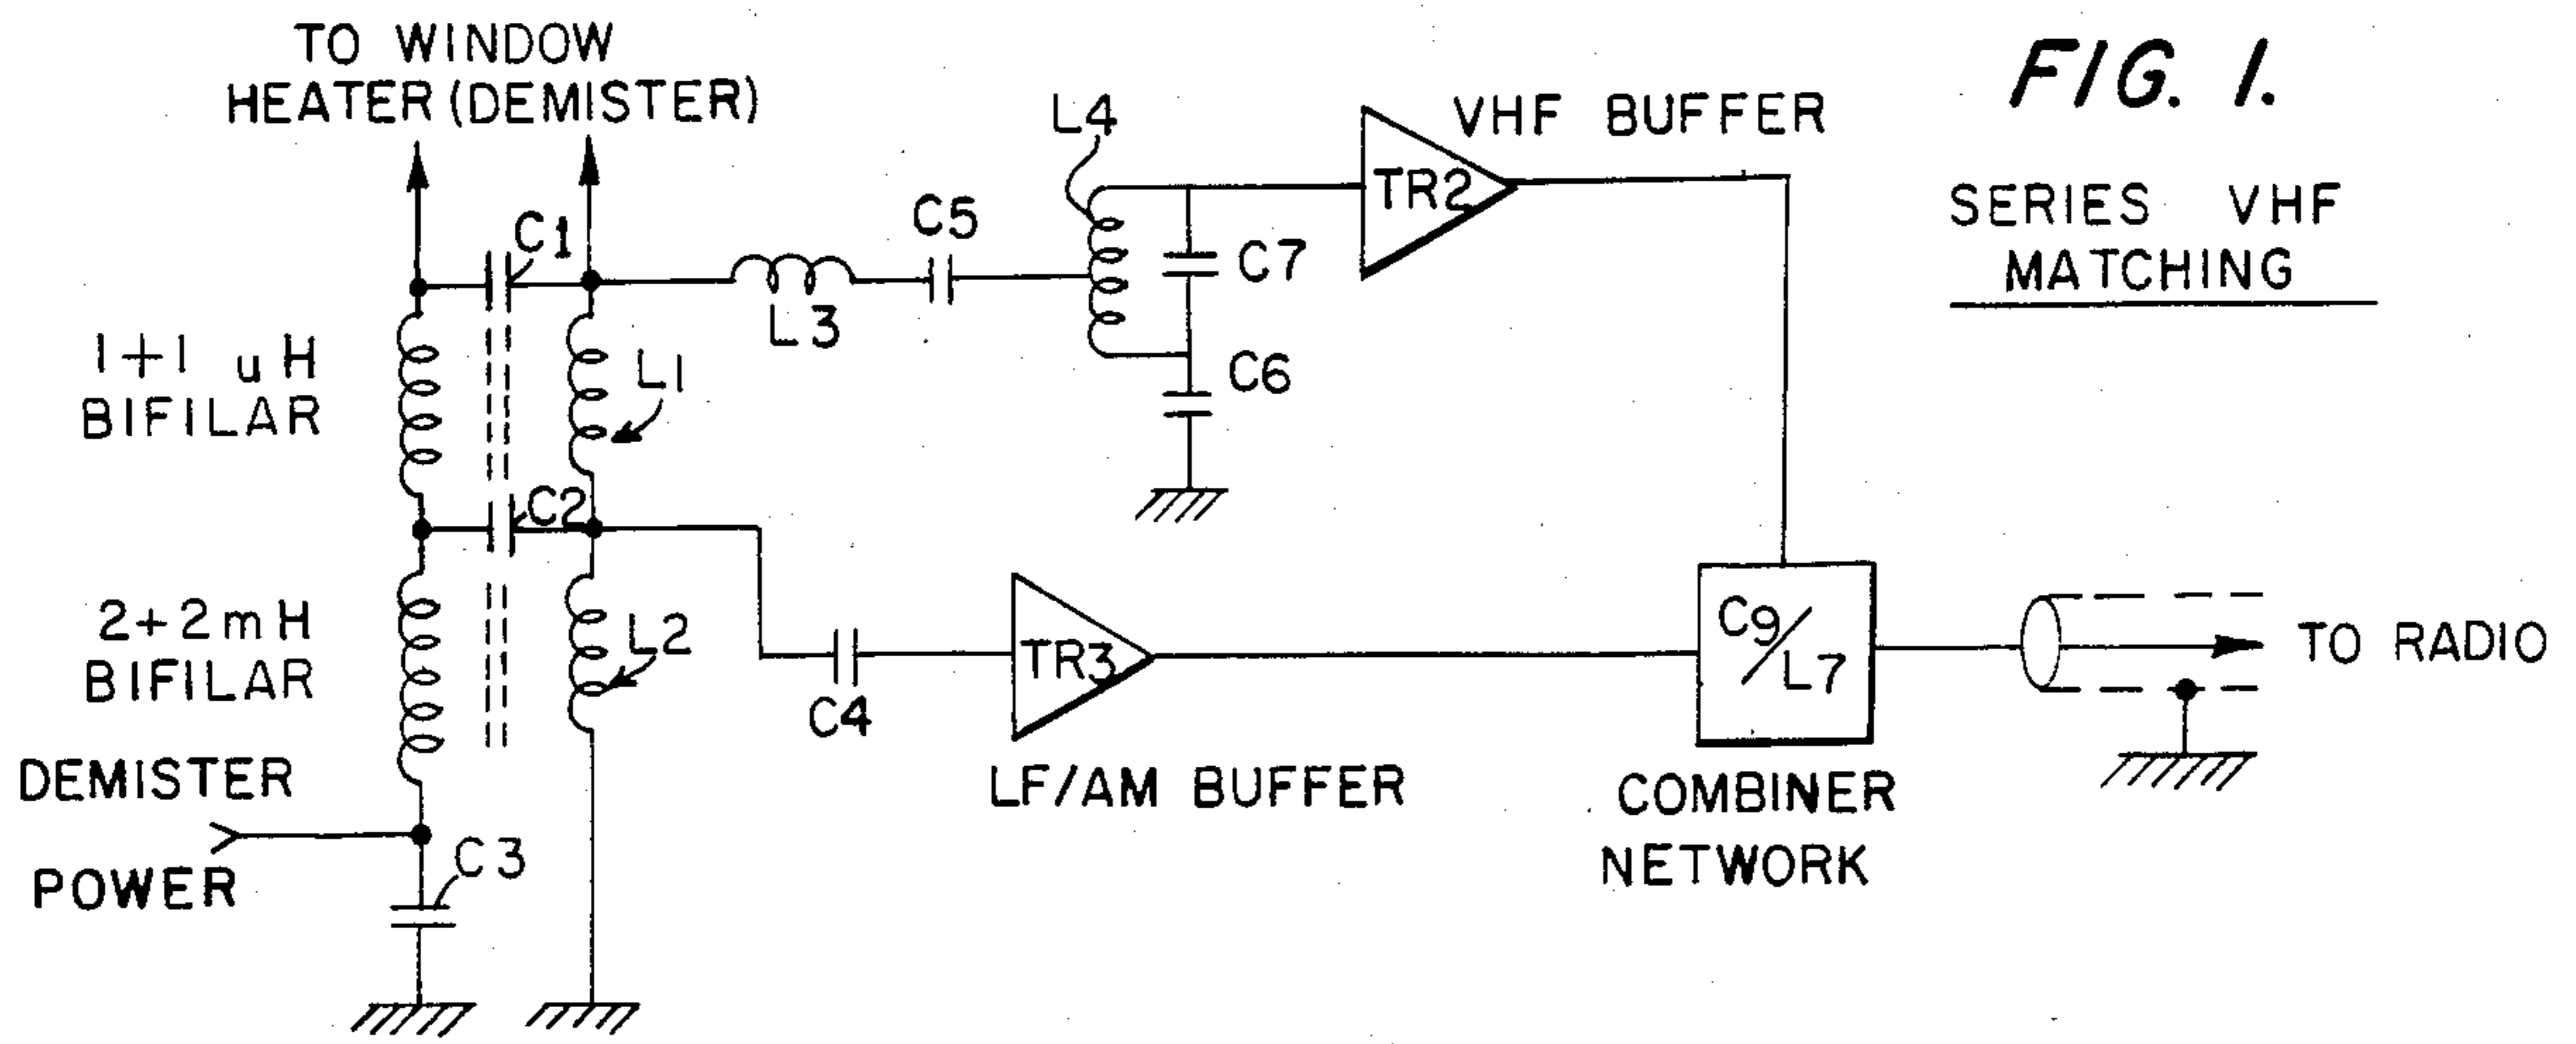 TO WINDOW
HEATER (DEMISTER)
FIG. 1.
SERIES VHF
MATCHING
L4
VHF BUFFER
TR2
C1
C5
L3
C7
C6
1+1 uH
BIFILAR
L1
C2
2+2mH
BIFILAR
L2
C4
TR3
LF/AM BUFFER
C9/L7
COMBINER
NETWORK
TO RADIO
DEMISTER
POWER
C3